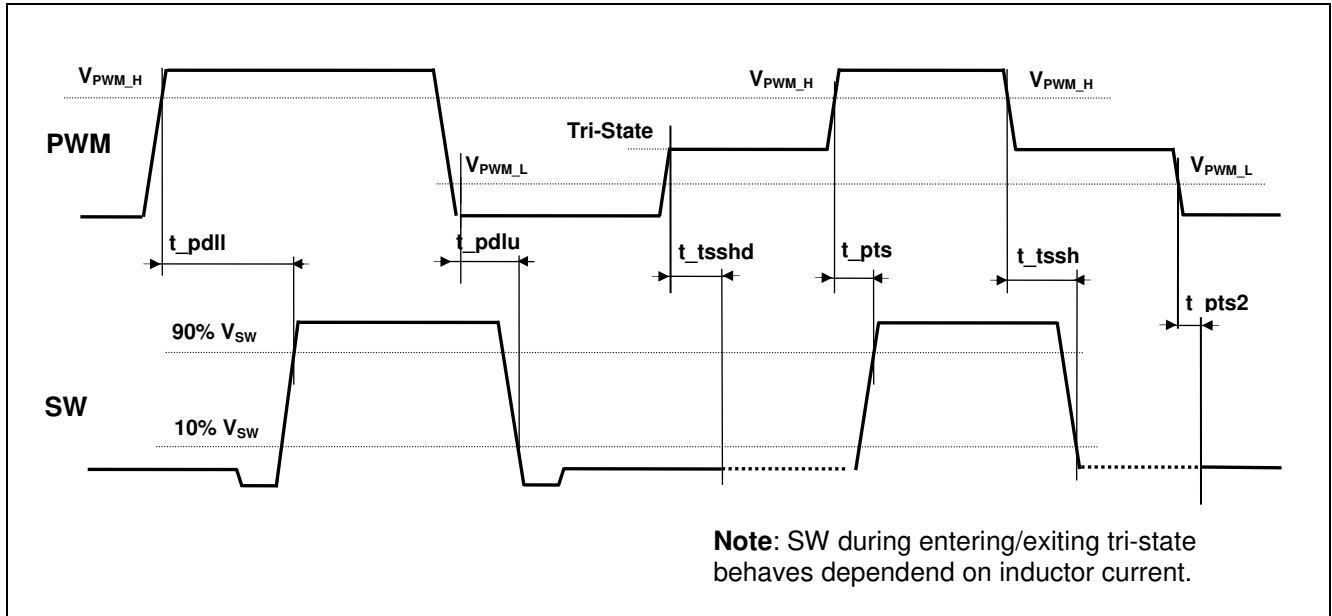 V_PWM_H
V_PWM_H
V_PWM_H
PWM
Tri-State
V_PWM_L
V_PWM_L
t_pdll
t_pdlu
t_tsshd
t_pts
t_tssh
t_pts2
90% V_SW
SW
10% V_SW
Note: SW during entering/exiting tri-state
behaves dependend on inductor current.